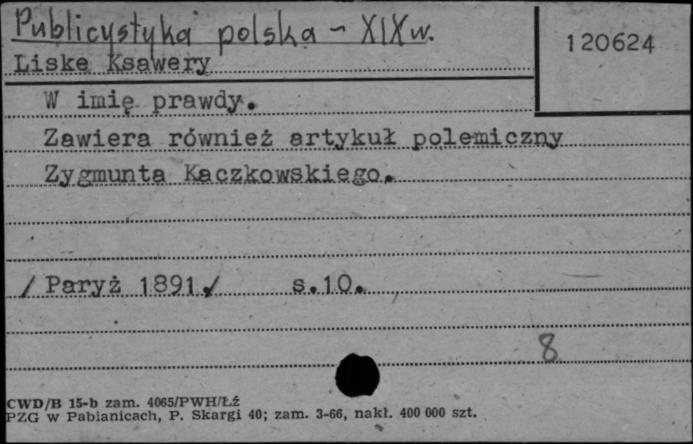 Publicystyka polska - XIX w.
120624
Liske Ksawery
W imię prawdy.
Zawiera również artykuł polemiczny
Zygmunta Kaczkowskiego.
/ Paryż 1891 / s.10.
8
CWD/B 15-b zam. 4065/PWH/Łź
PZG w Pabianicach, P. Skargi 40; zam. 3-66, nakł. 400 000 szt.